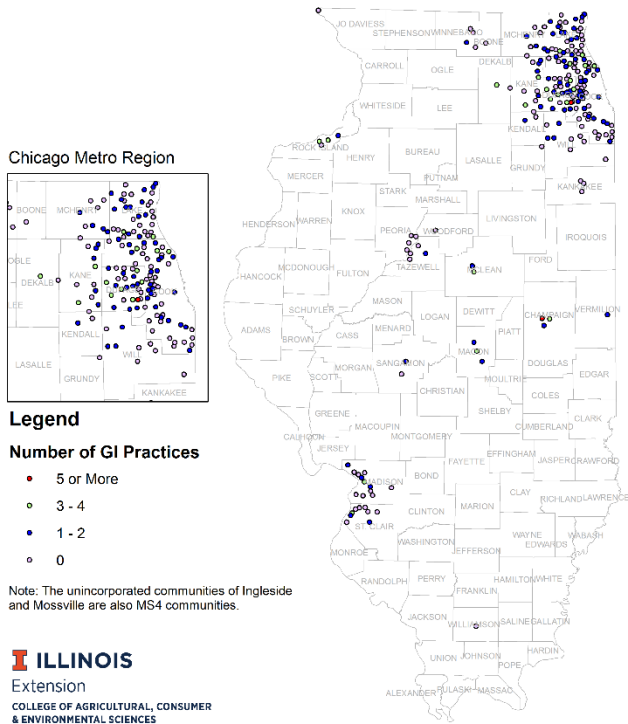 JO DAVIESS
STEPHENSON
WINNEBAGO
BOONE
MCHENRY
LAKE
CARROLL
OGLE
DEKALB
KANE
WHITESIDE
LEE
KENDALL
WILL
ROCK ISLAND
HENRY
BUREAU
LASALLE
GRUNDY
MERCER
PUTNAM
KANKAKEE
STARK
MARSHALL
KNOX
LIVINGSTON
HENDERSON
WARREN
PEORIA
WOODFORD
IROQUOIS
FORD
MCDONOUGH
FULTON
TAZEWELL
MCLEAN
HANCOCK
MASON
SCHUYLER
LOGAN
DEWITT
CHAMPAIGN
VERMILION
ADAMS
BROWN
CASS
MENARD
PIATT
MACON
MORGAN
SANGAMON
DOUGLAS
EDGAR
PIKE
SCOTT
MOULTRIE
CHRISTIAN
COLES
SHELBY
GREENE
CUMBERLAND
CLARK
MACOUPIN
CALHOUN
MONTGOMERY
JERSEY
EFFINGHAM
FAYETTE
JASPER
CRAWFORD
MADISON
BOND
CLAY
RICHLAND
LAWRENCE
CLINTON
MARION
ST. CLAIR
WAYNE
WABASH
WASHINGTON
EDWARDS
MONROE
JEFFERSON
RANDOLPH
PERRY
HAMILTON
WHITE
FRANKLIN
JACKSON
WILLIAMSON
SALINE
GALLATIN
HARDIN
UNION
JOHNSON
POPE
ALEXANDER
PULASKI
MASSAC
Chicago Metro Region
BOONE
MCHENRY
LAKE
OGLE
KANE
DEKALB
LEE
KENDALL
WILL
LASALLE
GRUNDY
KANKAKEE
Legend
Number of GI Practices
5 or More
3 - 4
1 - 2
0
Note: The unincorporated communities of Ingleside
and Mossville are also MS4 communities.
I ILLINOIS
Extension
COLLEGE OF AGRICULTURAL, CONSUMER
& ENVIRONMENTAL SCIENCES